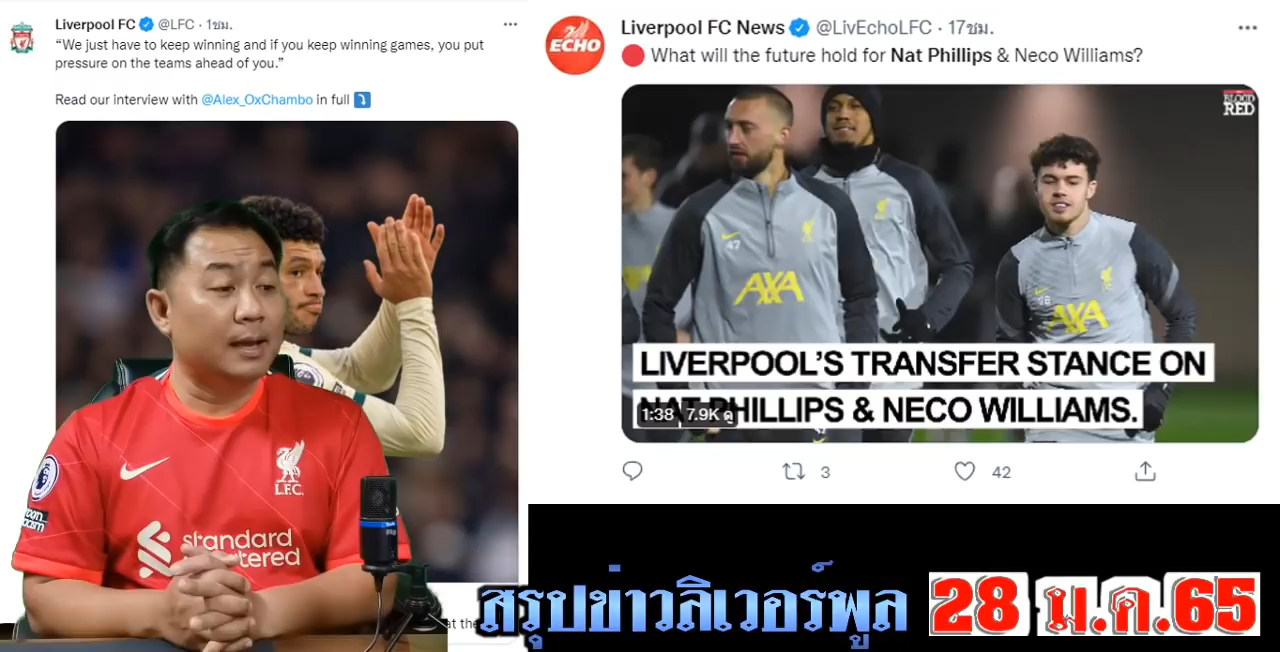 Liverpool FC @LFC · 1ชม.
“We just have to keep winning and if you keep winning games, you put
pressure on the teams ahead of you.”
Read our interview with @Alex_OxChambo in full
L.F.C.
standard
ECHO
Liverpool FC News @LivEchoLFC · 17ชม.
What will the future hold for Nat Phillips & Neco Williams?
BLOOD
RED
47
AXA
AXA
LIVERPOOL'S TRANSFER STANCE ON
NAT PHILLIPS & NECO WILLIAMS.
1:38 7.9K ดู
3
42
สรุปข่าวลิเวอร์พูล 28 ม.ค.65